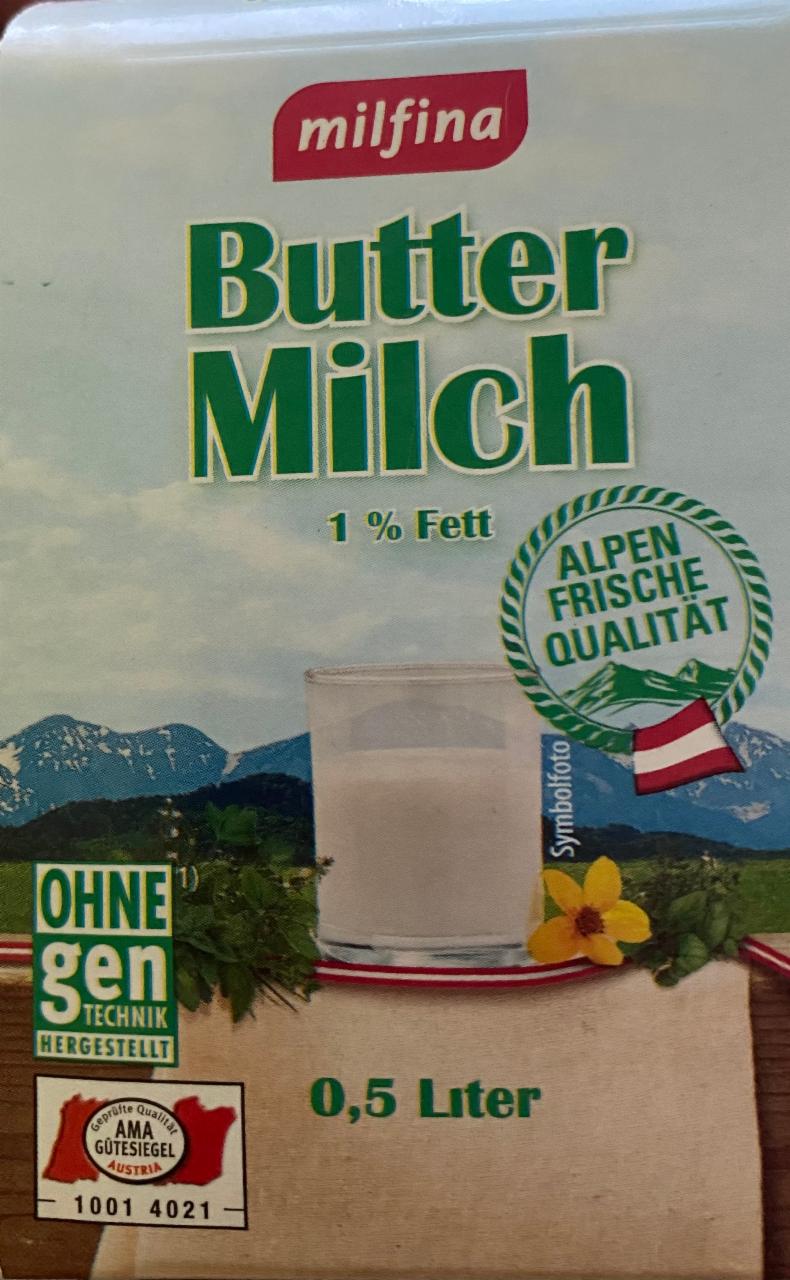 milfina
Butter
Milch
1 % Fett
ALPEN
FRISCHE
QUALITÄT
Symbolfoto
OHNE 1)
gen
TECHNIK
HERGESTELLT
0,5 Liter
Geprüfte Qualität
AMA
GÜTESIEGEL
AUSTRIA
1001 4021